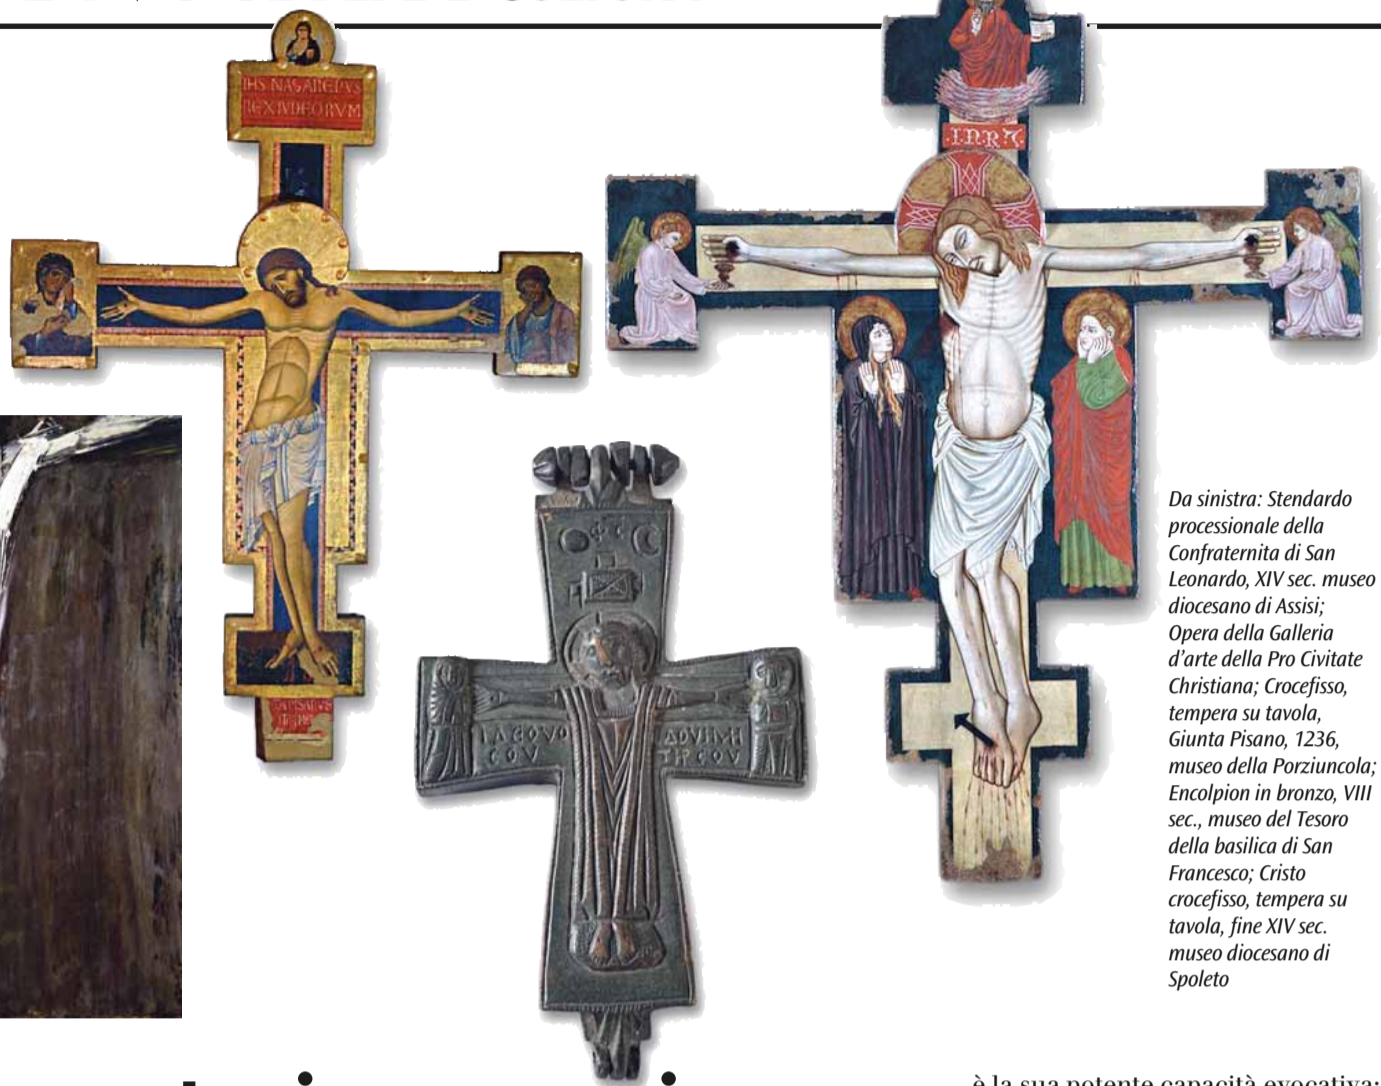 IHS NAZARENVS
REX IVDEORVM
I.N.R.I.
Da sinistra: Stendardo
processionale della
Confraternita di San
Leonardo, XIV sec. museo
diocesano di Assisi;
Opera della Galleria
d'arte della Pro Civitate
Christiana; Crocefisso,
tempera su tavola,
Giunta Pisano, 1236,
museo della Porziuncola;
Encolpion in bronzo, VIII
sec., museo del Tesoro
della basilica di San
Francesco; Cristo
crocefisso, tempera su
tavola, fine XIV sec.
museo diocesano di
Spoleto
è la sua potente capacità evocativa: